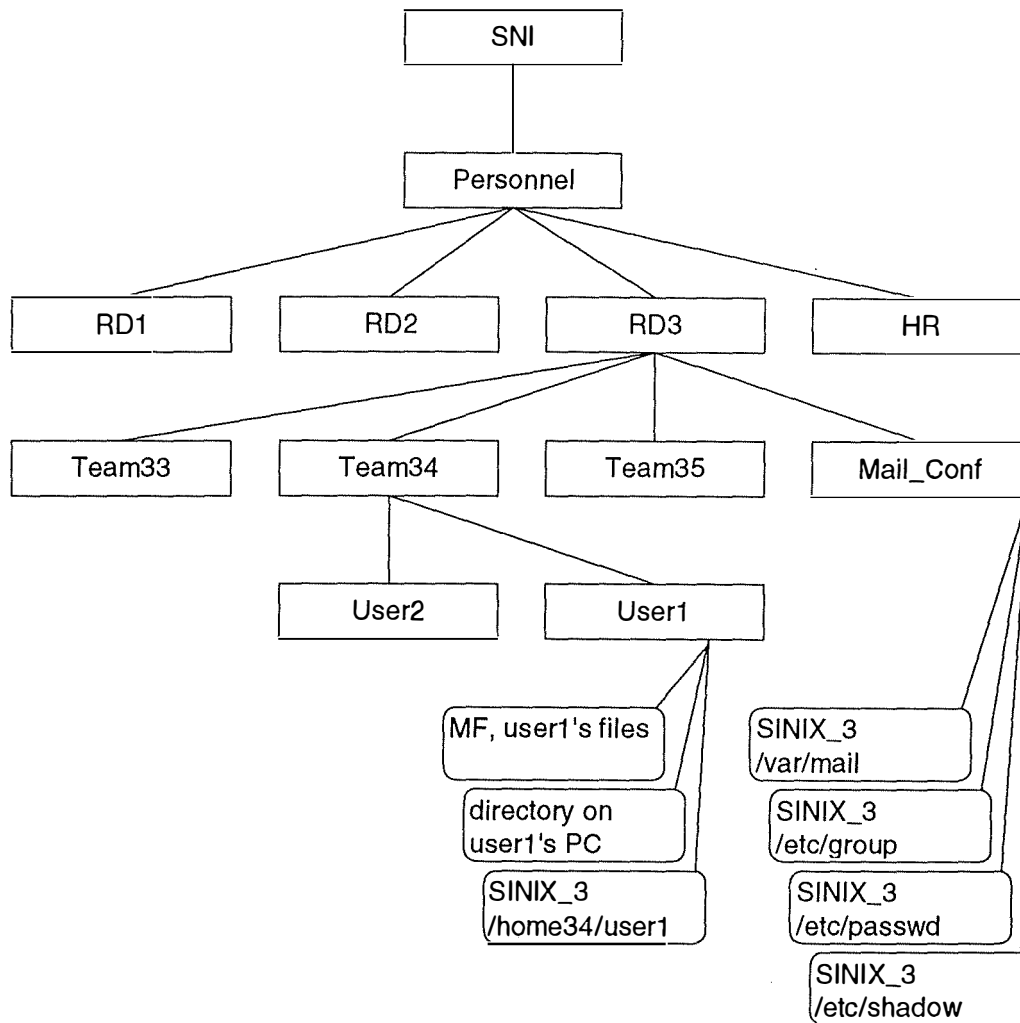 SNI
Personnel
RD1
RD2
RD3
HR
Team33
Team34
Team35
Mail_Conf
User2
User1
MF, user1's files
directory on
user1's PC
SINIX_3
/home34/user1
SINIX_3
/var/mail
SINIX_3
/etc/group
SINIX_3
/etc/passwd
SINIX_3
/etc/shadow